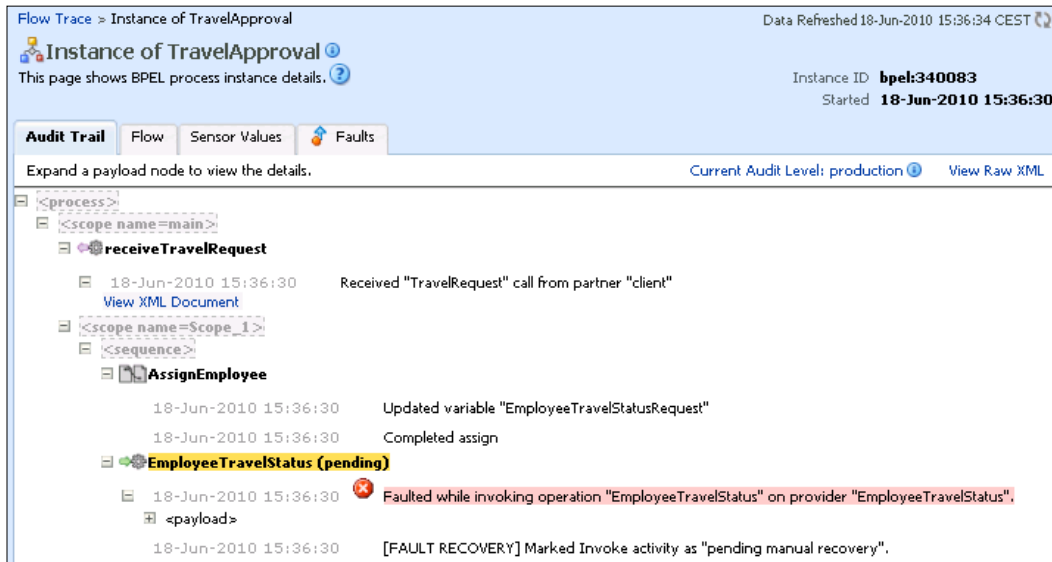 Flow Trace > Instance of TravelApproval
Data Refreshed 18-Jun-2010 15:36:34 CEST
Instance of TravelApproval
This page shows BPEL process instance details.
Instance ID bpel:340083
Started 18-Jun-2010 15:36:30
Audit Trail Flow Sensor Values Faults
Expand a payload node to view the details.
Current Audit Level: production View Raw XML
<process>
<scope name=main>
receiveTravelRequest
18-Jun-2010 15:36:30 Received "TravelRequest" call from partner "client"
View XML Document
<scope name=Scope_1>
<sequence>
AssignEmployee
18-Jun-2010 15:36:30 Updated variable "EmployeeTravelStatusRequest"
18-Jun-2010 15:36:30 Completed assign
EmployeeTravelStatus (pending)
18-Jun-2010 15:36:30 Faulted while invoking operation "EmployeeTravelStatus" on provider "EmployeeTravelStatus".
<payload>
18-Jun-2010 15:36:30 [FAULT RECOVERY] Marked Invoke activity as "pending manual recovery".